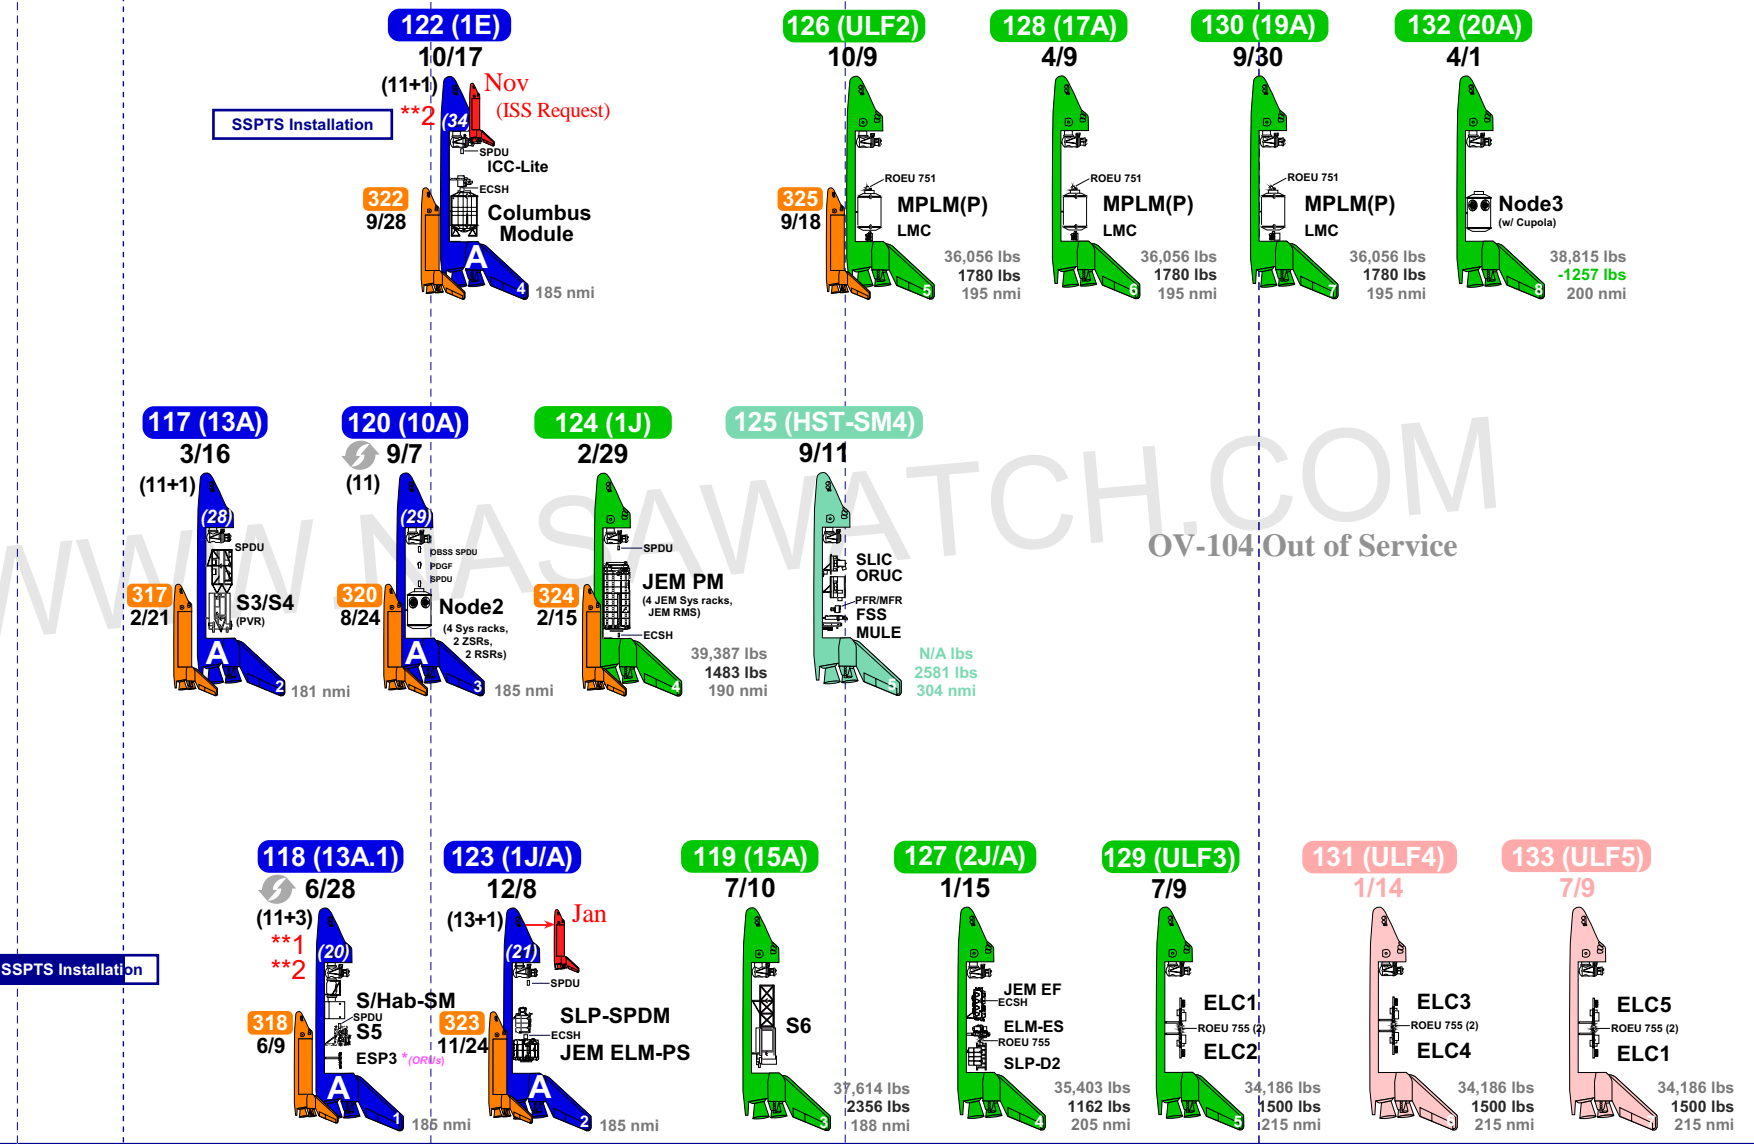 122 (1E)
10/17
(11+1)
**2
Nov
(ISS Request)
SSPTS Installation
(34
SPDU
ICC-Lite
ECSH
322
9/28
Columbus
Module
A
4
185 nmi
126 (ULF2)
10/9
ROEU 751
325
9/18
MPLM(P)
LMC
36,056 lbs
1780 lbs
195 nmi
5
128 (17A)
4/9
ROEU 751
MPLM(P)
LMC
36,056 lbs
1780 lbs
195 nmi
6
130 (19A)
9/30
ROEU 751
MPLM(P)
LMC
36,056 lbs
1780 lbs
195 nmi
7
132 (20A)
4/1
Node3
(w/ Cupola)
38,815 lbs
-1257 lbs
200 nmi
8
WWW.NASAWATCH.COM
117 (13A)
3/16
(11+1)
(28)
SPDU
317
2/21
S3/S4
(PVR)
A
2
181 nmi
120 (10A)
9/7
(11)
(29)
OBSS SPDU
PDGF
SPDU
320
8/24
Node2
(4 Sys racks,
2 ZSRs,
2 RSRs)
A
3
185 nmi
124 (1J)
2/29
SPDU
324
2/15
JEM PM
(4 JEM Sys racks,
JEM RMS)
ECSH
39,387 lbs
1483 lbs
190 nmi
4
125 (HST-SM4)
9/11
SLIC
ORUC
PFR/MFR
FSS
MULE
N/A lbs
2581 lbs
304 nmi
5
OV-104 Out of Service
118 (13A.1)
6/28
(11+3)
**1
**2
(20)
SSPTS Installation
S/Hab-SM
SPDU
S5
318
6/9
ESP3 *(ORUs)
A
1
185 nmi
123 (1J/A)
12/8
(13+1)
Jan
(21)
SPDU
SLP-SPDM
323
11/24
ECSH
JEM ELM-PS
A
2
185 nmi
119 (15A)
7/10
S6
37,614 lbs
2356 lbs
188 nmi
3
127 (2J/A)
1/15
JEM EF
ECSH
ELM-ES
ROEU 755
SLP-D2
35,403 lbs
1162 lbs
205 nmi
4
129 (ULF3)
7/9
ELC1
ROEU 755 (2)
ELC2
34,186 lbs
1500 lbs
215 nmi
5
131 (ULF4)
1/14
ELC3
ROEU 755 (2)
ELC4
34,186 lbs
1500 lbs
215 nmi
133 (ULF5)
7/9
ELC5
ROEU 755 (2)
ELC1
34,186 lbs
1500 lbs
215 nmi